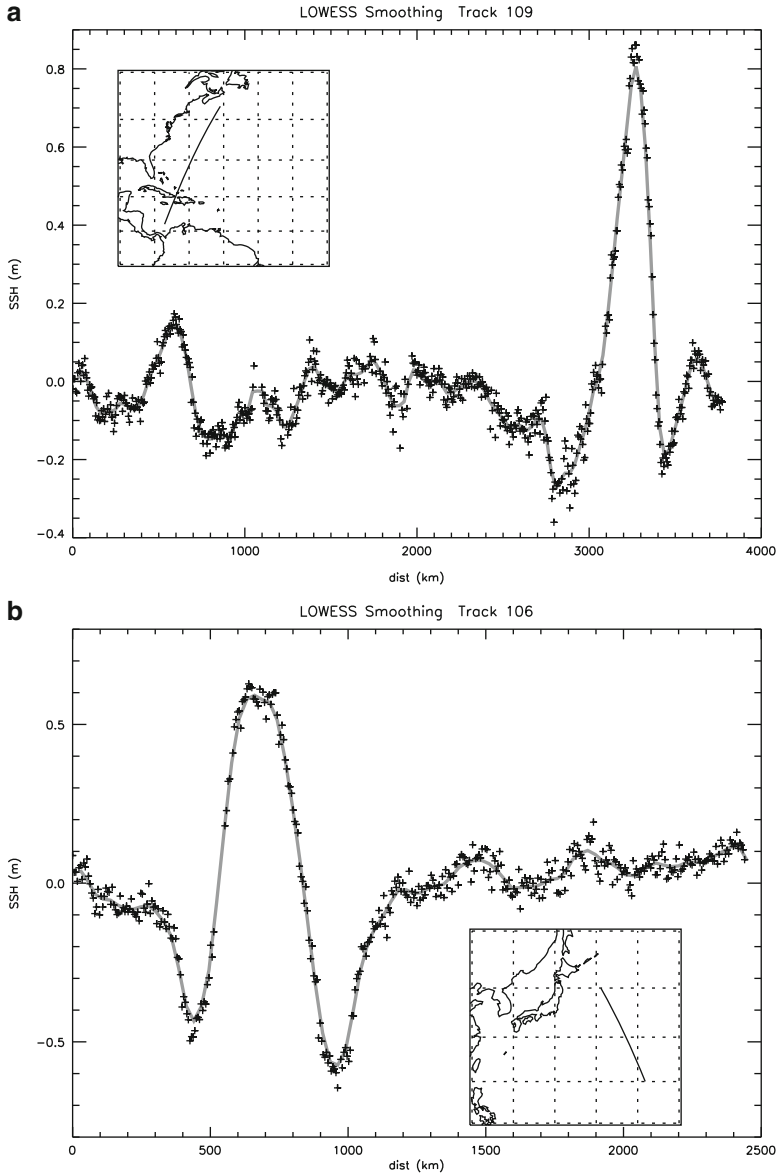 a
LOWESS Smoothing Track 109
0.8
0.6
0.4
0.2
0.0
−0.2
−0.4
SSH (m)
0 1000 2000 3000 4000
dist (km)
b
LOWESS Smoothing Track 106
0.5
0.0
−0.5
SSH (m)
0 500 1000 1500 2000 2500
dist (km)